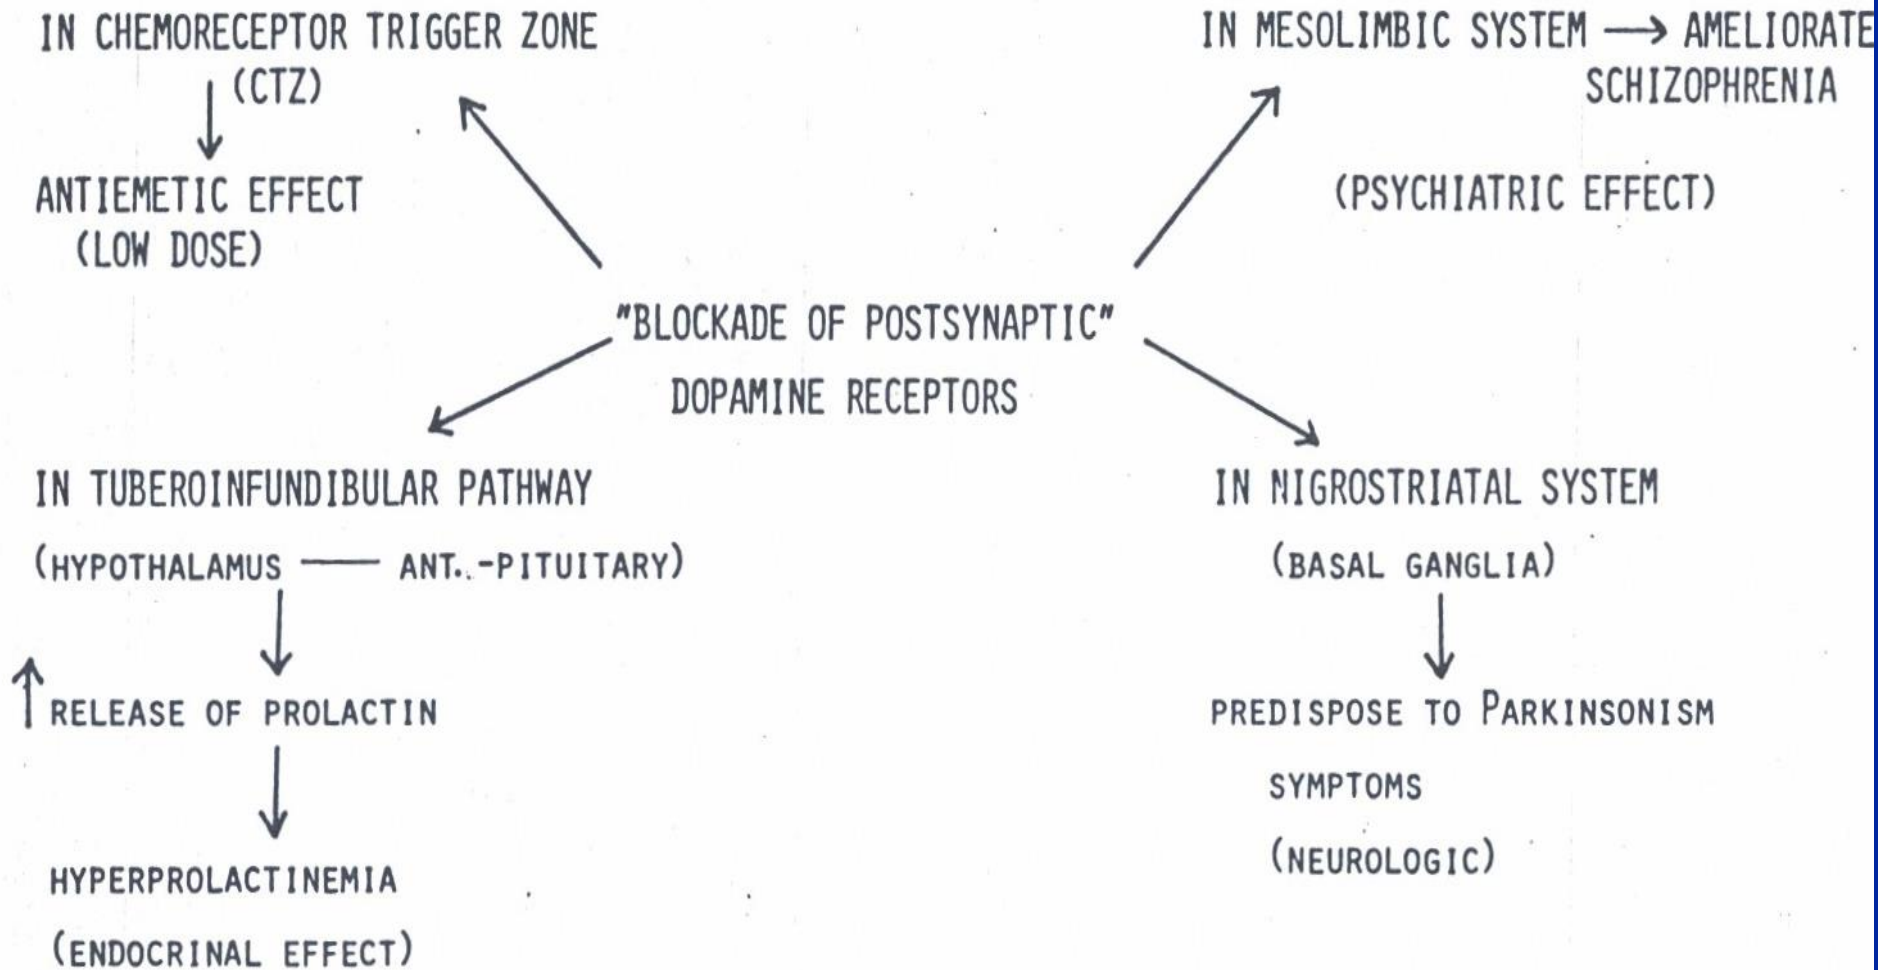 IN CHEMORECEPTOR TRIGGER ZONE
(CTZ)
ANTIEMETIC EFFECT
(LOW DOSE)
IN MESOLIMBIC SYSTEM → AMELIORATE
SCHIZOPHRENIA
(PSYCHIATRIC EFFECT)
"BLOCKADE OF POSTSYNAPTIC"
DOPAMINE RECEPTORS
IN TUBEROINFUNDIBULAR PATHWAY
(HYPOTHALAMUS — ANT.-PITUITARY)
↑ RELEASE OF PROLACTIN
HYPERPROLACTINEMIA
(ENDOCRINAL EFFECT)
IN NIGROSTRIATAL SYSTEM
(BASAL GANGLIA)
PREDISPOSE TO PARKINSONISM
SYMPTOMS
(NEUROLOGIC)